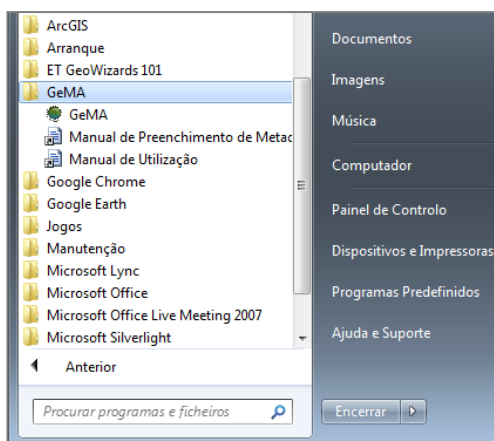 ArcGIS
Arranque
ET GeoWizards 101
GeMA
GeMA
Manual de Preenchimento de Metac
Manual de Utilização
Google Chrome
Google Earth
Jogos
Manutenção
Microsoft Lync
Microsoft Office
Microsoft Office Live Meeting 2007
Microsoft Silverlight
Anterior
Procurar programas e ficheiros
Documentos
Imagens
Música
Computador
Painel de Controlo
Dispositivos e Impressoras
Programas Predefinidos
Ajuda e Suporte
Encerrar